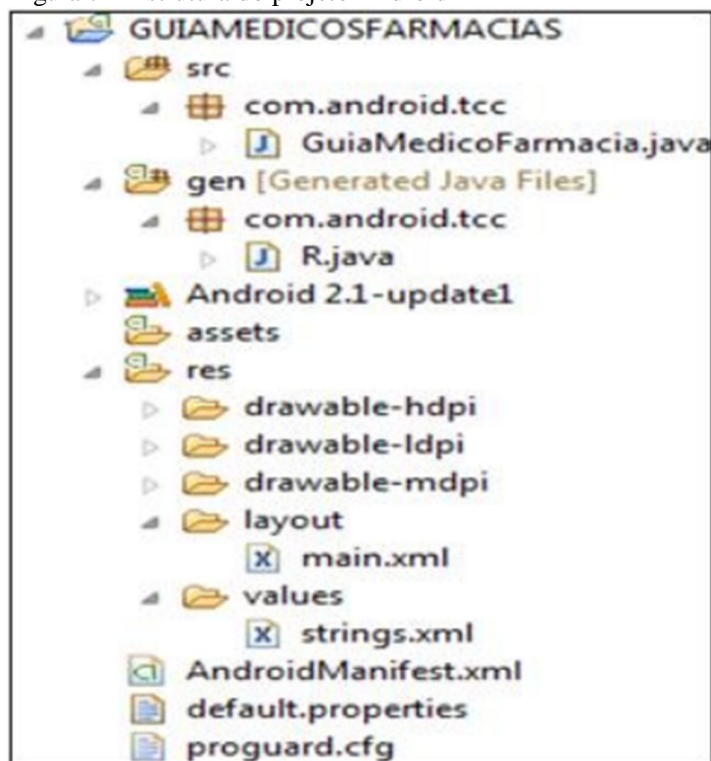 GUIAMEDICOSFARMACIAS
src
com.android.tcc
GuiaMedicoFarmacia.java
gen [Generated Java Files]
com.android.tcc
R.java
Android 2.1-update1
assets
res
drawable-hdpi
drawable-ldpi
drawable-mdpi
layout
main.xml
values
strings.xml
AndroidManifest.xml
default.properties
proguard.cfg